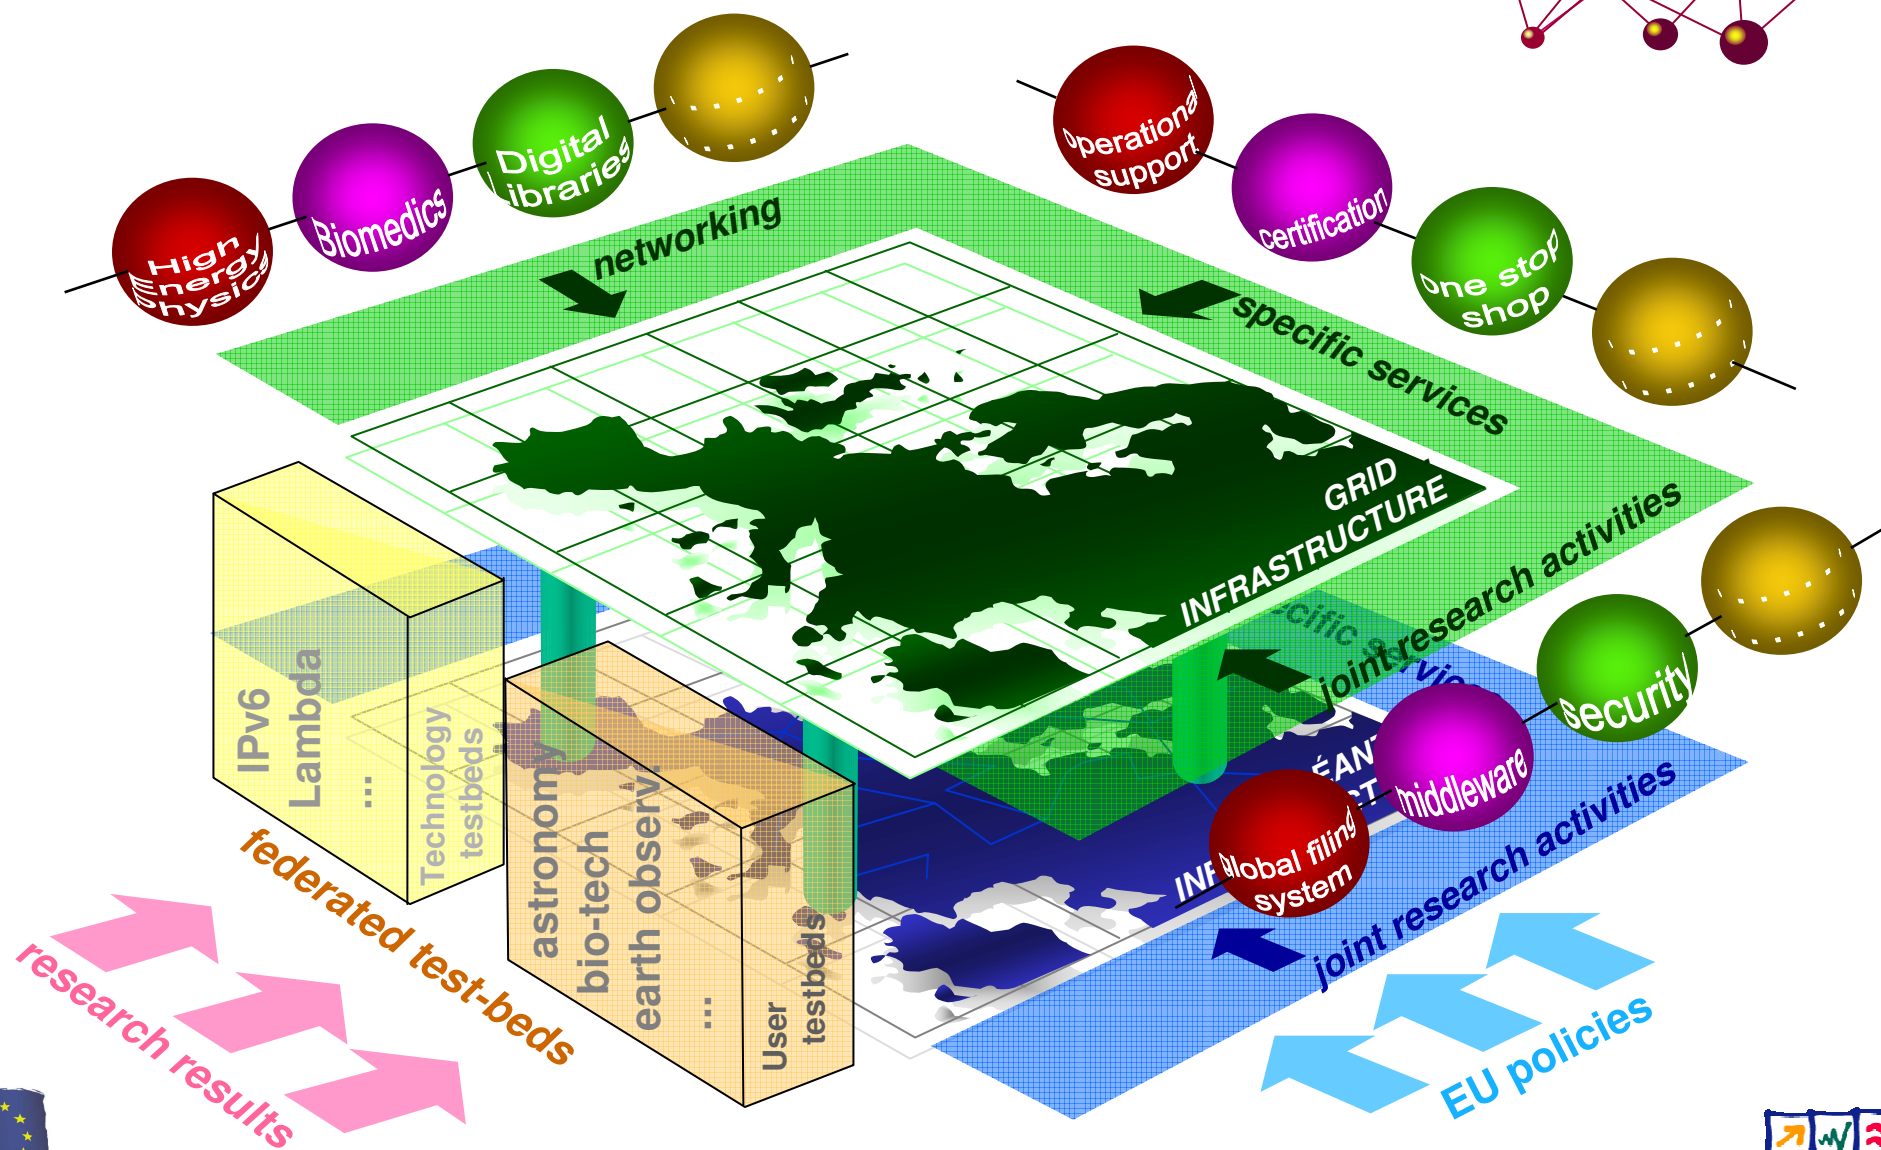 High
Energy
Physics
Biomedics
Digital
Libraries
Operational
support
certification
One stop
shop
networking
specific services
GRID
INFRASTRUCTURE
joint research activities
security
middleware
global filing
system
joint research activities
IPv6
Lambda
...
Technology
testbeds
astronomy
bio-tech
earth observ.
...
User
testbeds
federated test-beds
research results
EU policies